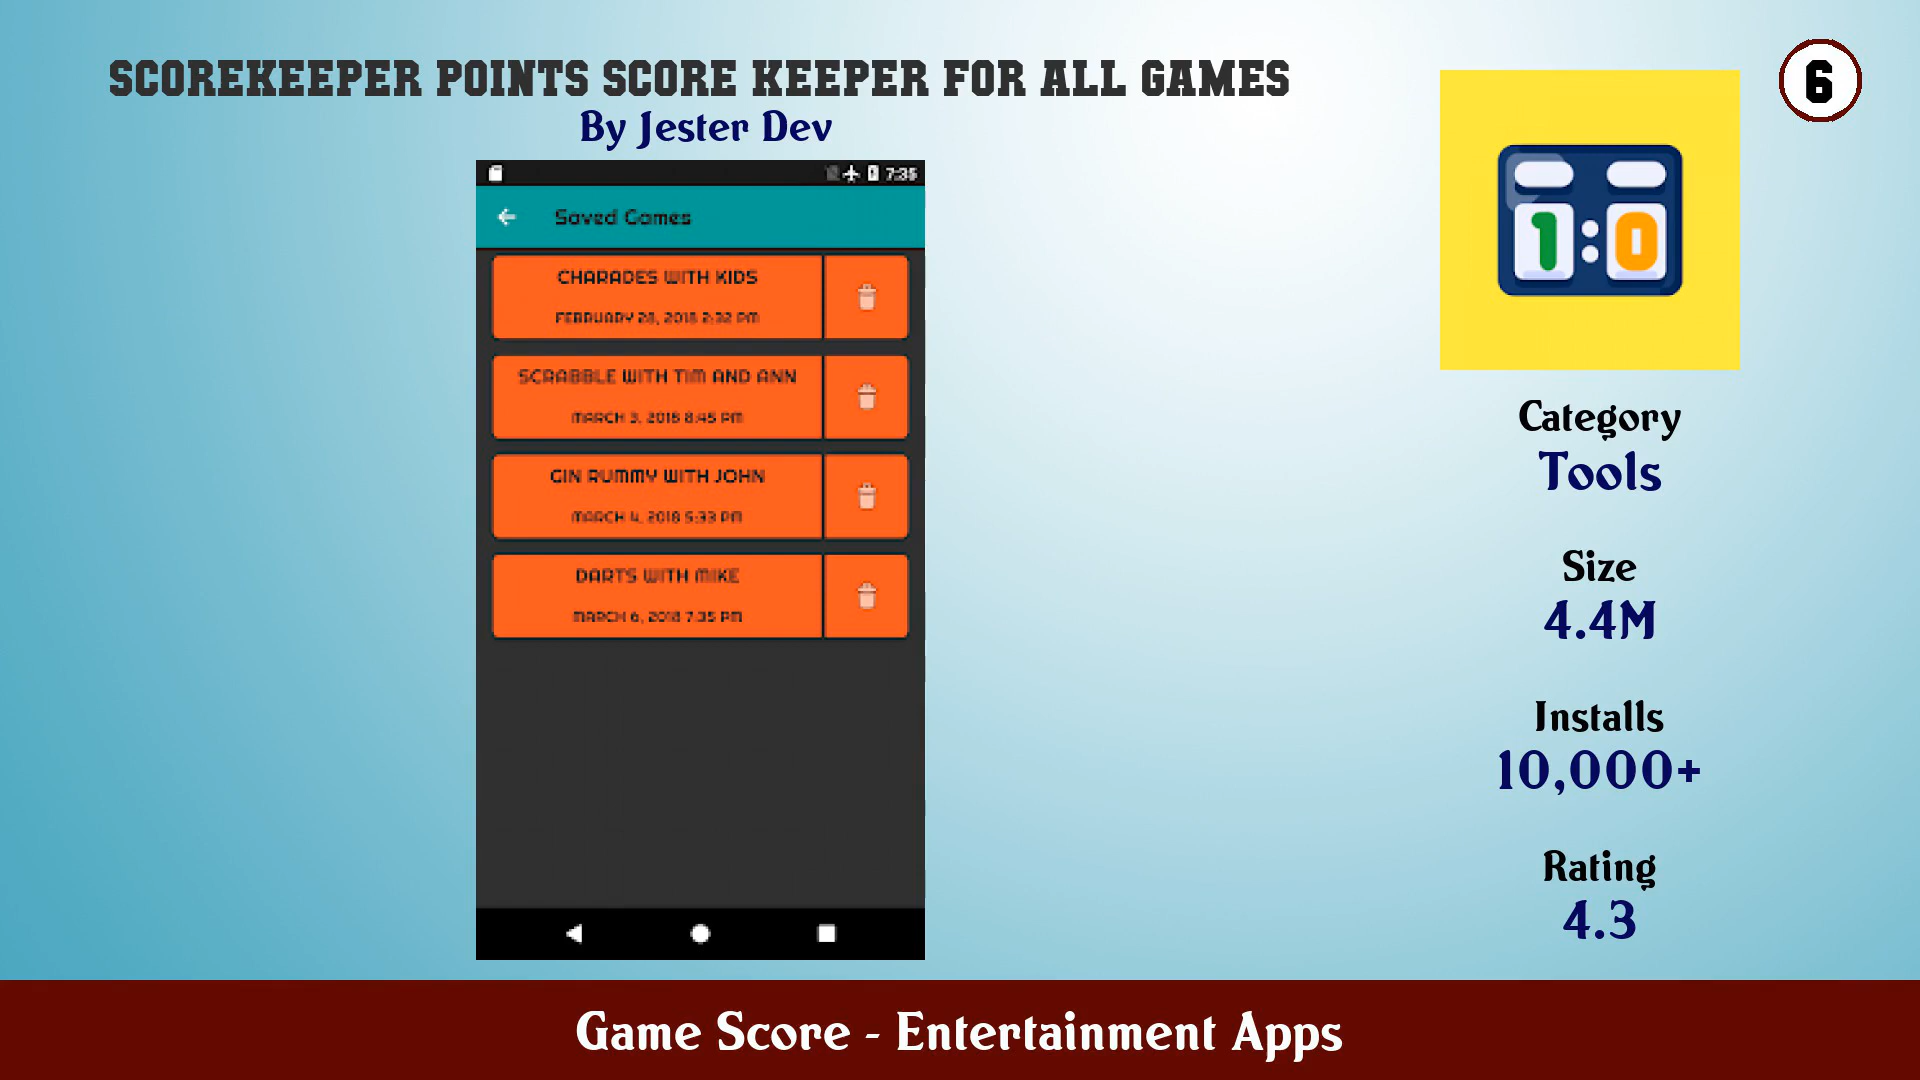 SCOREKEEPER POINTS SCORE KEEPER FOR ALL GAMES
By Jester Dev
6
7:35
Saved Games
CHARADES WITH KIDS
FEBRUARY 28, 2018 2:32 PM
SCRABBLE WITH TIM AND ANN
MARCH 3, 2018 8:45 PM
GIN RUMMY WITH JOHN
MARCH 4, 2018 5:33 PM
DARTS WITH MIKE
MARCH 6, 2018 7:35 PM
1:0
Category
Tools
Size
4.4M
Installs
10,000+
Rating
4.3
Game Score - Entertainment Apps